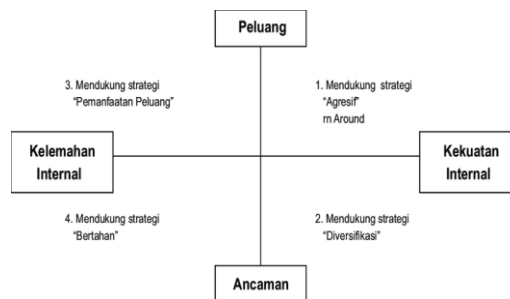 Peluang
3. Mendukung strategi
"Pemanfaatan Peluang"
1. Mendukung strategi
"Agresif"
rn Around
Kelemahan
Internal
Kekuatan
Internal
4. Mendukung strategi
"Bertahan"
2. Mendukung strategi
"Diversifikasi"
Ancaman